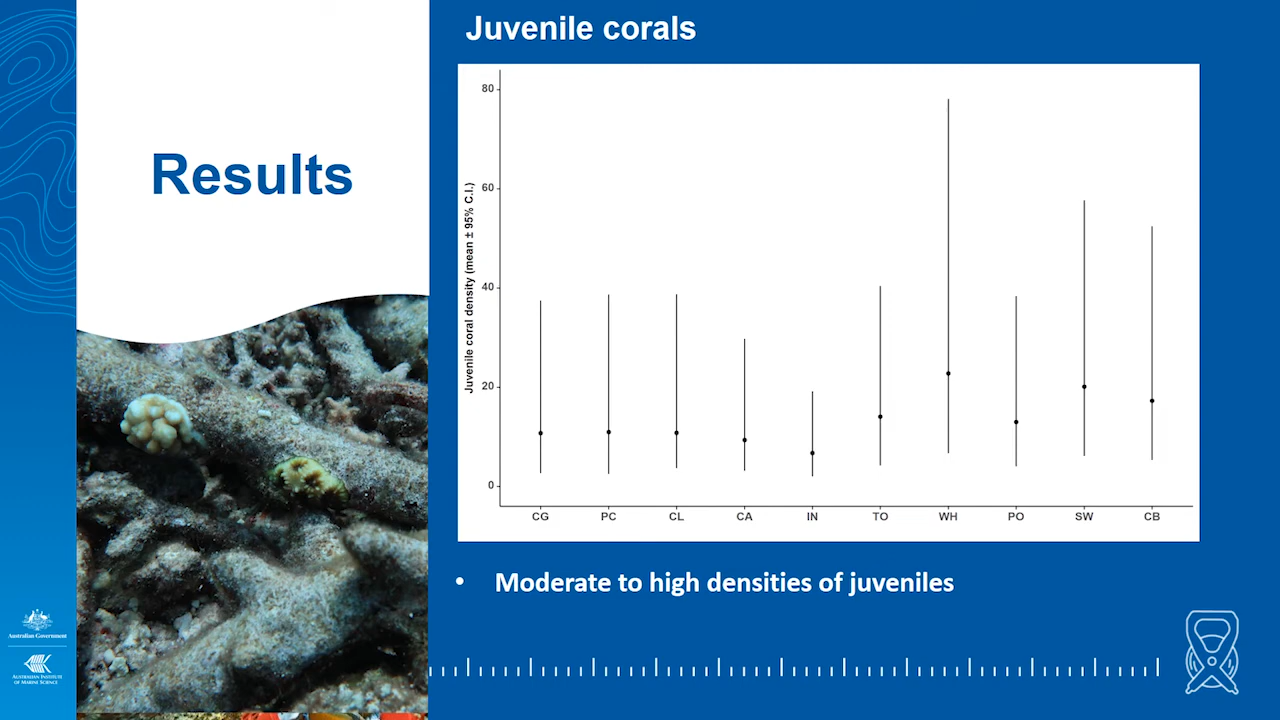 Juvenile corals
Results
Juvenile coral density (mean ± 95% C.I.)
80
60
40
20
0
CG PC CL CA IN TO WH PO SW CB
• Moderate to high densities of juveniles
Australian Government
AUSTRALIAN INSTITUTE
OF MARINE SCIENCE